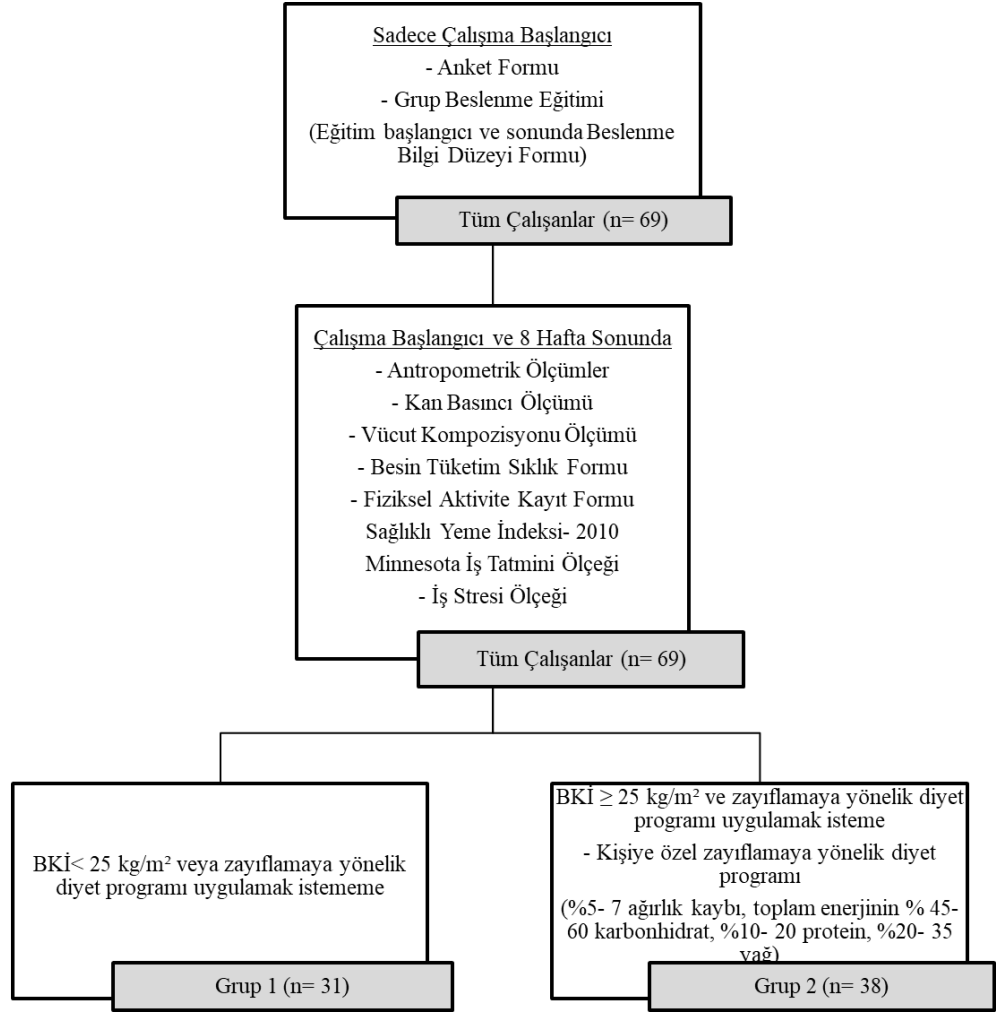 Sadece Çalışma Başlangıcı
- Anket Formu
- Grup Beslenme Eğitimi
(Eğitim başlangıcı ve sonunda Beslenme
Bilgi Düzeyi Formu)
Tüm Çalışanlar (n= 69)
Çalışma Başlangıcı ve 8 Hafta Sonunda
- Antropometrik Ölçümler
- Kan Basıncı Ölçümü
- Vücut Kompozisyonu Ölçümü
- Besin Tüketim Sıklık Formu
- Fiziksel Aktivite Kayıt Formu
Sağlıklı Yeme İndeksi- 2010
Minnesota İş Tatmini Ölçeği
- İş Stresi Ölçeği
Tüm Çalışanlar (n= 69)
BKİ< 25 kg/m² veya zayıflamaya yönelik
diyet programı uygulamak istememe
Grup 1 (n= 31)
BKİ ≥ 25 kg/m² ve zayıflamaya yönelik diyet
programı uygulamak isteme
- Kişiye özel zayıflamaya yönelik diyet
programı
(%5- 7 ağırlık kaybı, toplam enerjinin % 45-
60 karbonhidrat, %10- 20 protein, %20- 35
yağ)
Grup 2 (n= 38)